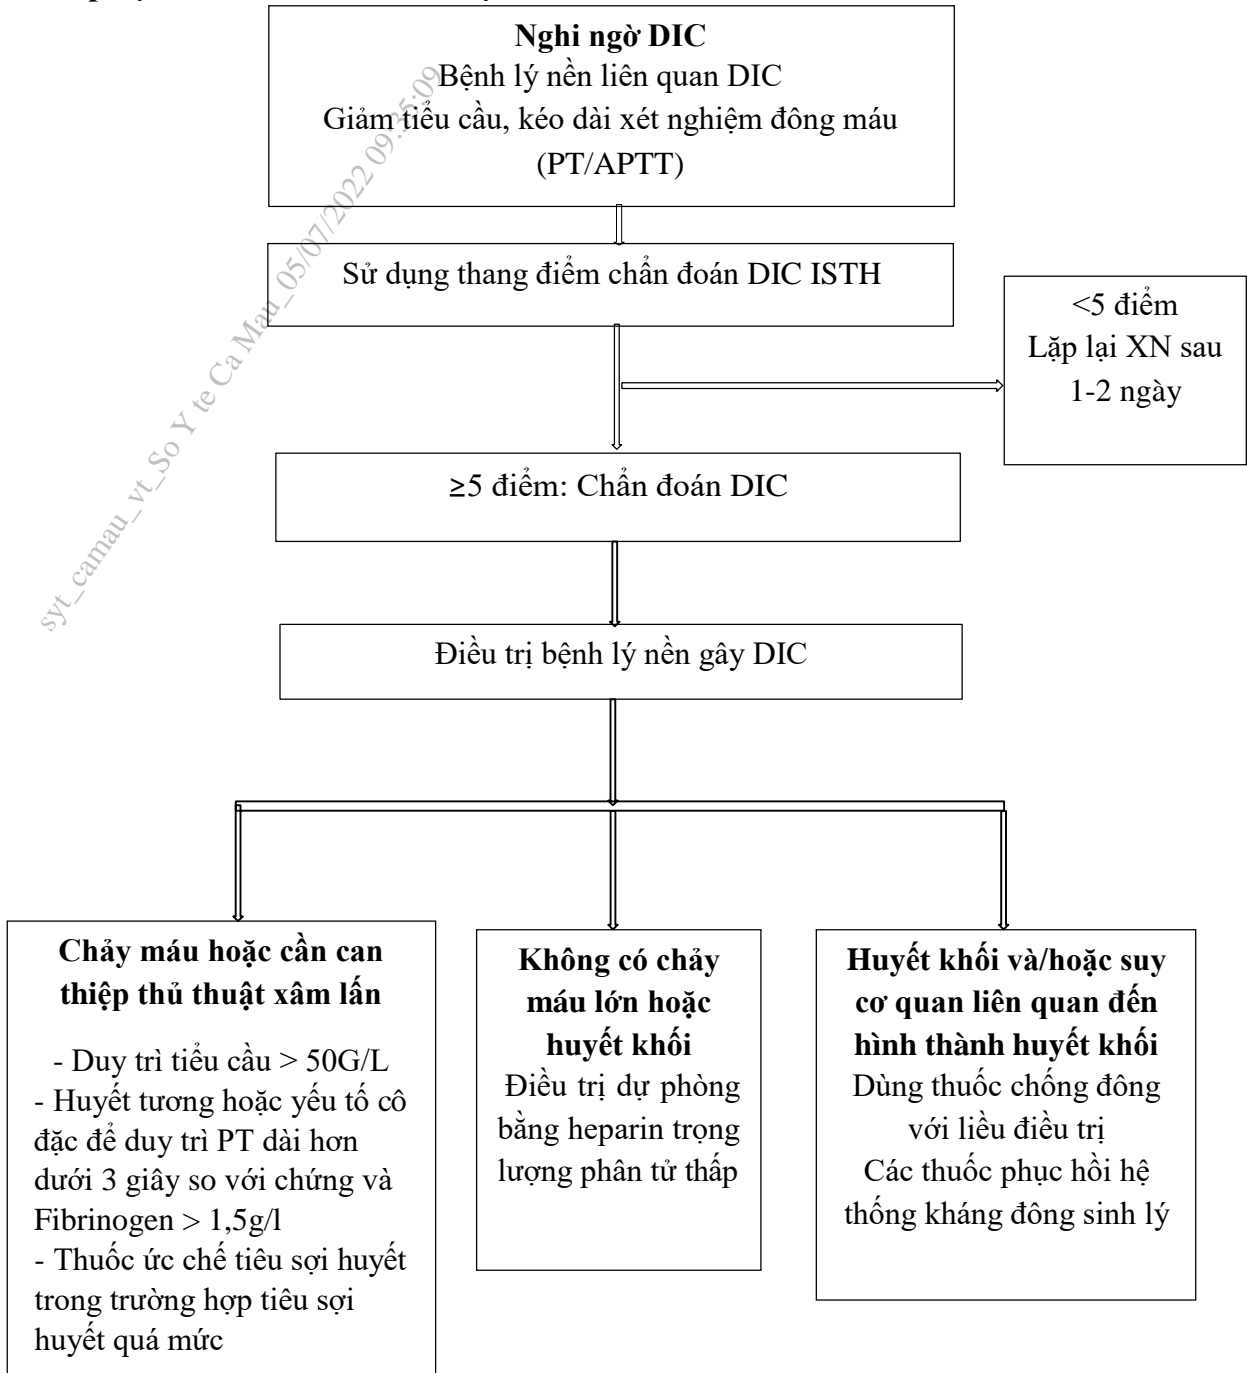 Nghi ngờ DIC
Bệnh lý nền liên quan DIC
Giảm tiểu cầu, kéo dài xét nghiệm đông máu
(PT/APTT)
Sử dụng thang điểm chẩn đoán DIC ISTH
<5 điểm
Lặp lại XN sau
1-2 ngày
≥5 điểm: Chẩn đoán DIC
Điều trị bệnh lý nền gây DIC
Chảy máu hoặc cần can
thiệp thủ thuật xâm lấn
- Duy trì tiểu cầu > 50G/L
- Huyết tương hoặc yếu tố cô
đặc để duy trì PT dài hơn
dưới 3 giây so với chứng và
Fibrinogen > 1,5g/l
- Thuốc ức chế tiêu sợi huyết
trong trường hợp tiêu sợi
huyết quá mức
Không có chảy
máu lớn hoặc
huyết khối
Điều trị dự phòng
bằng heparin trọng
lượng phân tử thấp
Huyết khối và/hoặc suy
cơ quan liên quan đến
hình thành huyết khối
Dùng thuốc chống đông
với liều điều trị
Các thuốc phục hồi hệ
thống kháng đông sinh lý
syt_camau_vt_So Y te Ca Mau_05/07/2022 09:35:09